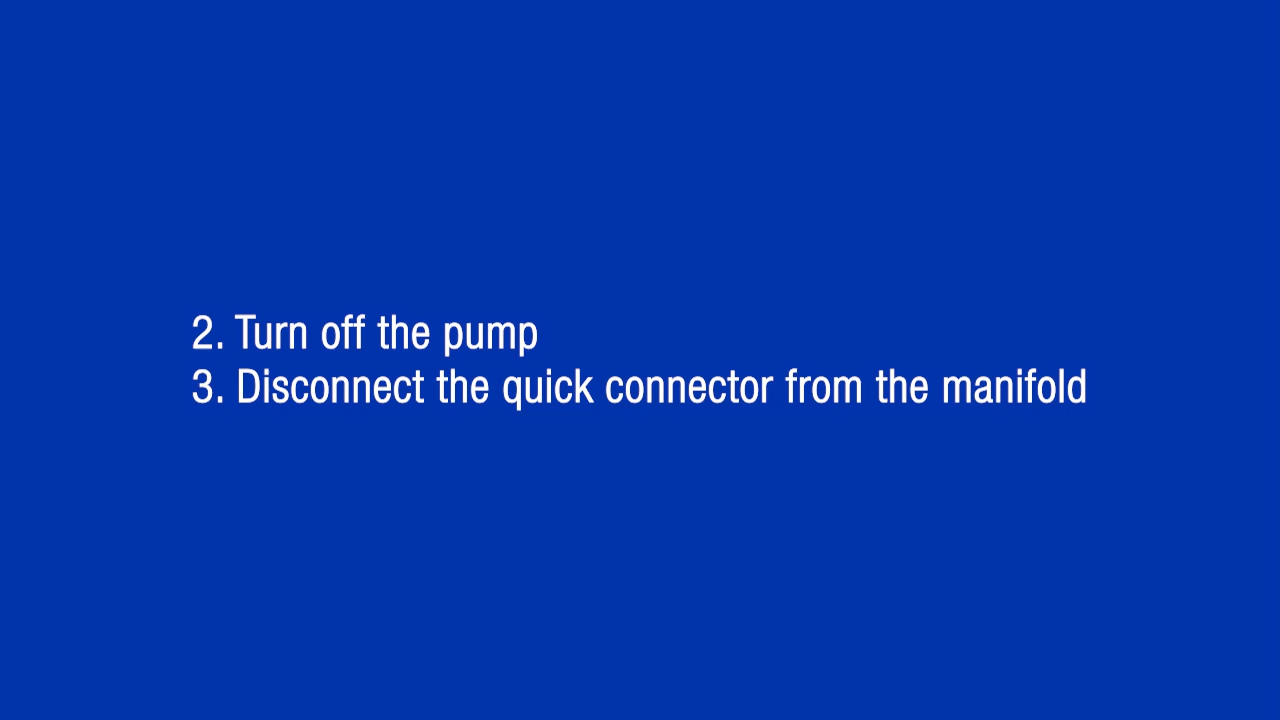 2. Turn off the pump
3. Disconnect the quick connector from the manifold